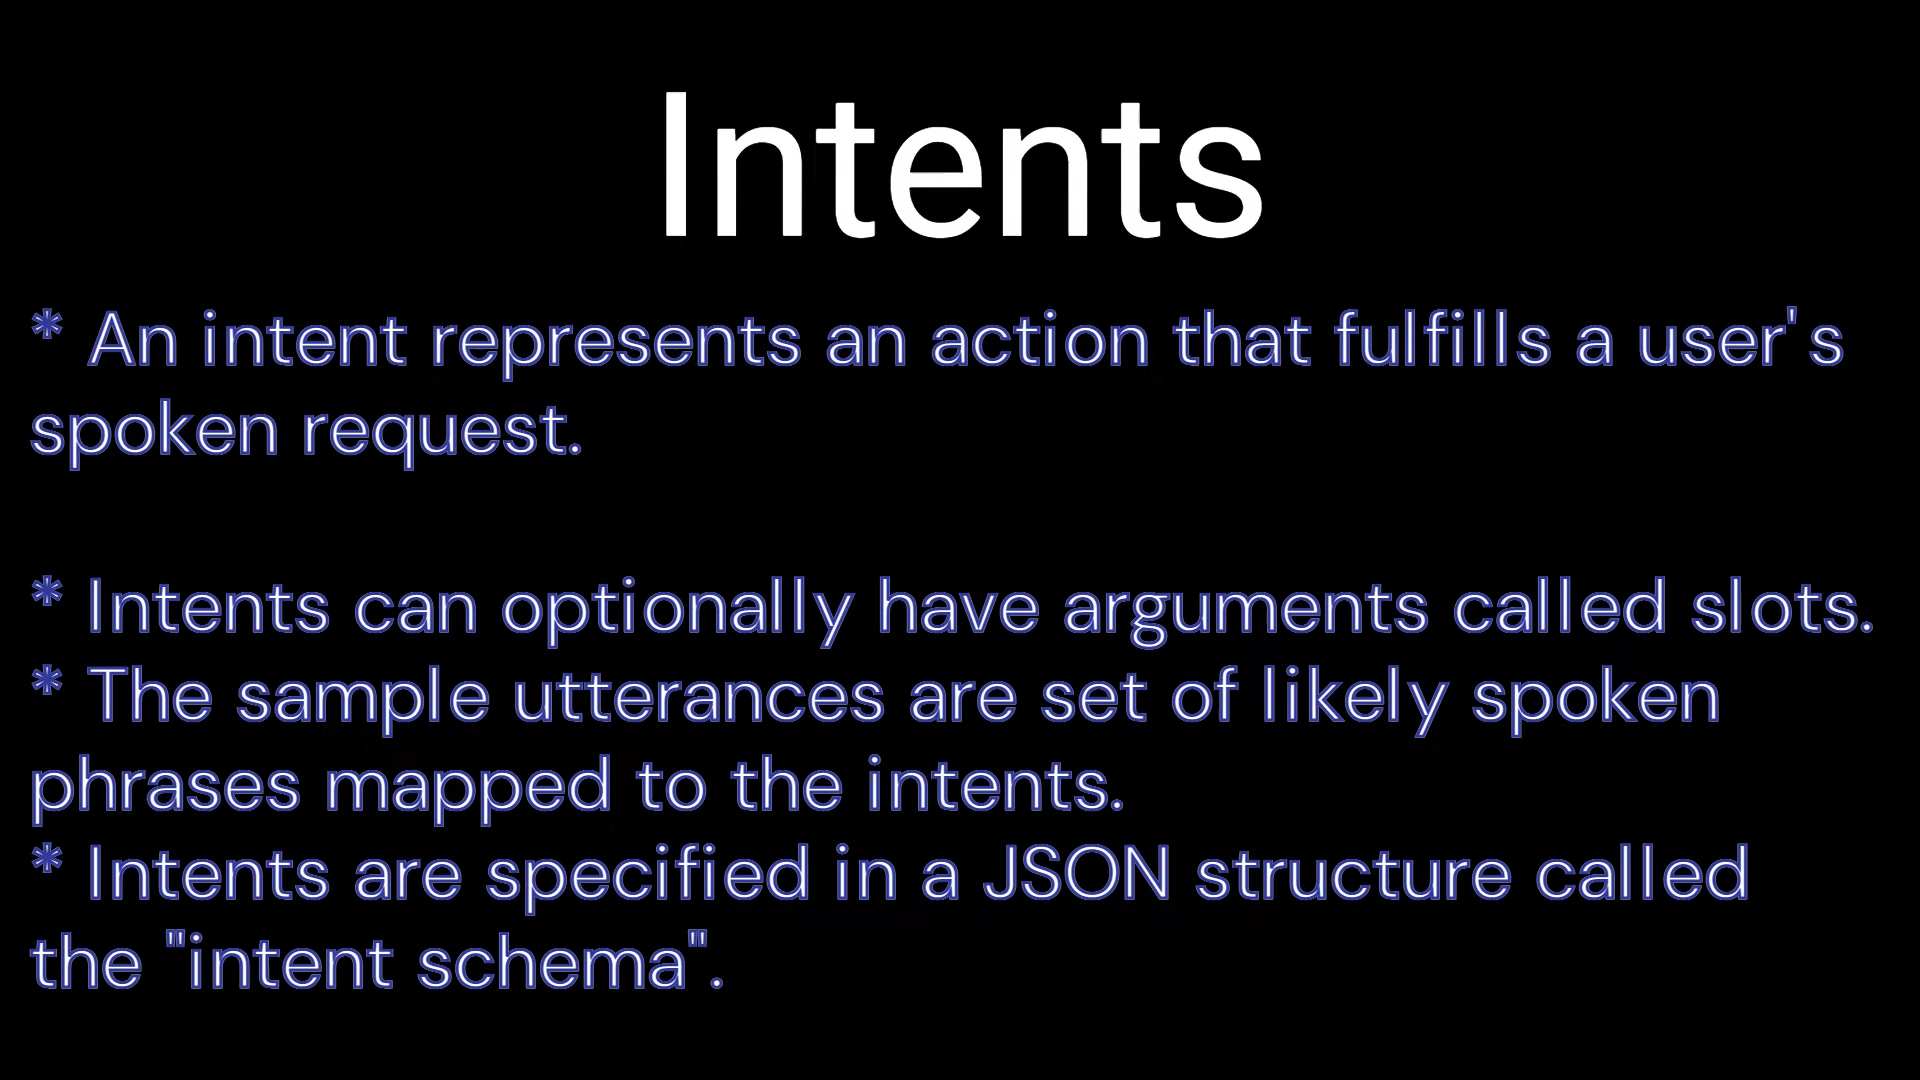 Intents
* An intent represents an action that fulfills a user's
spoken request.
* Intents can optionally have arguments called slots.
* The sample utterances are set of likely spoken
phrases mapped to the intents.
* Intents are specified in a JSON structure called
the "intent schema".